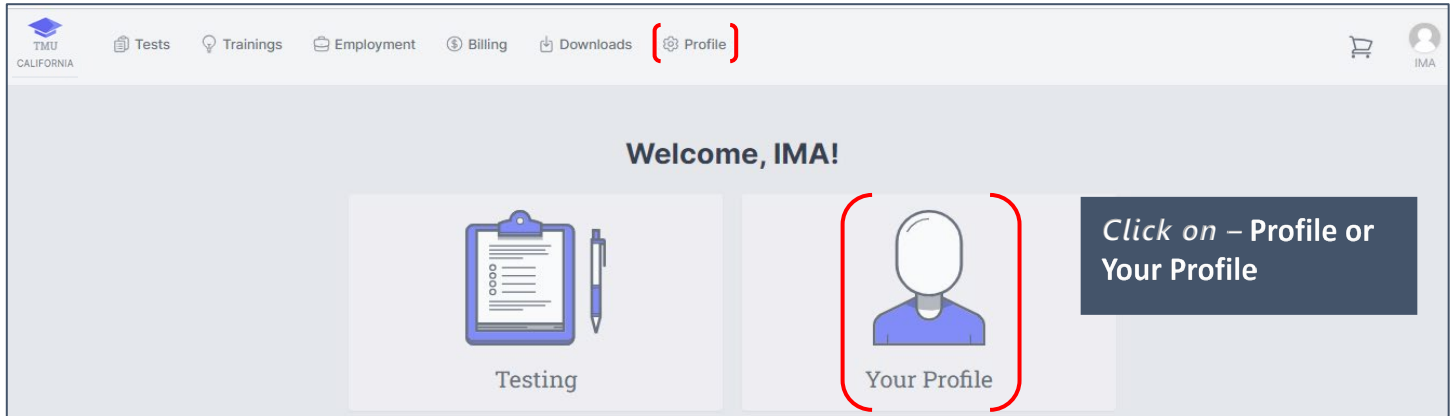 TMU
CALIFORNIA
Tests
Trainings
Employment
Billing
Downloads
Profile
IMA
Welcome, IMA!
Testing
Your Profile
Click on – Profile or
Your Profile